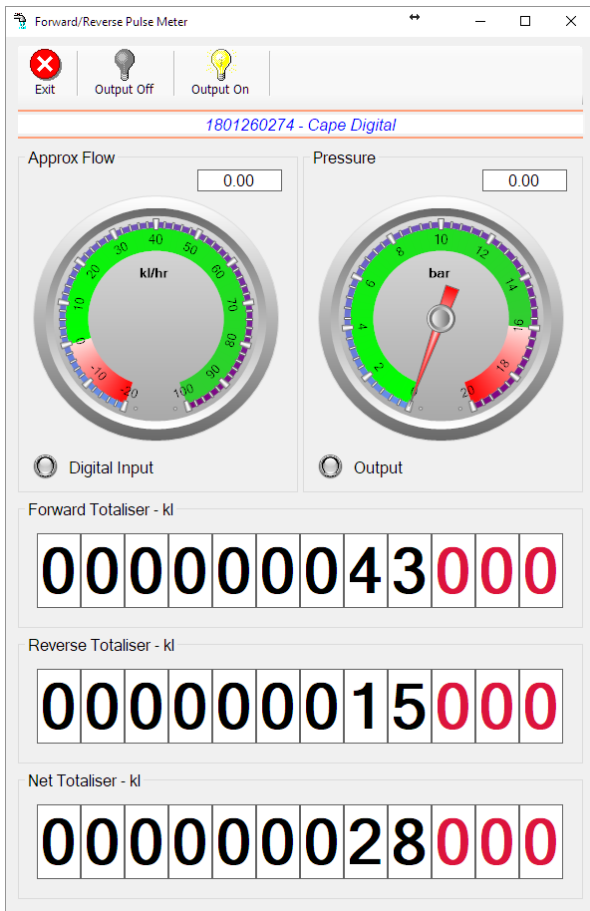 Forward/Reverse Pulse Meter
Exit
Output Off
Output On
1801260274 - Cape Digital
Approx Flow
0.00
-20
-10
0
10
20
30
40
50
60
70
80
90
100
kl/hr
Digital Input
Pressure
0.00
0
2
4
6
8
10
12
14
16
18
20
bar
Output
Forward Totaliser - kl
000000043000
Reverse Totaliser - kl
000000015000
Net Totaliser - kl
000000028000